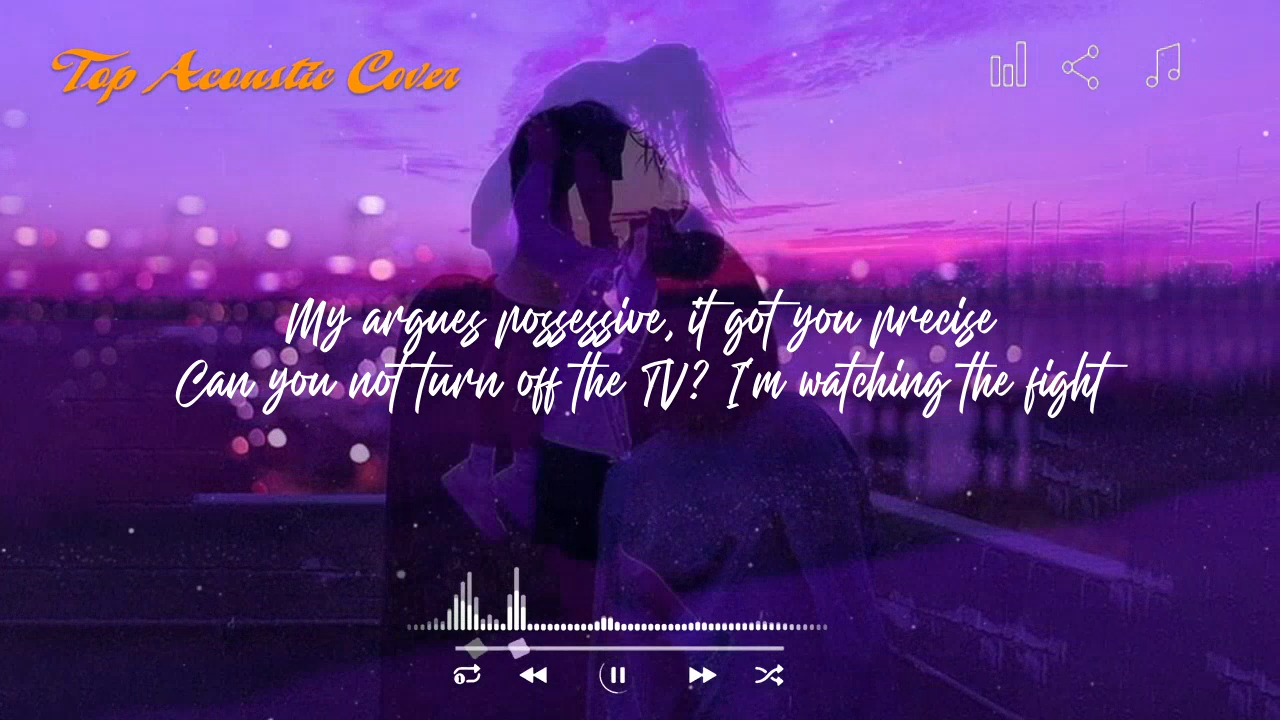 Top Acoustic Cover
My argues possessive, it got you precise
Can you not turn off the TV? I'm watching the fight